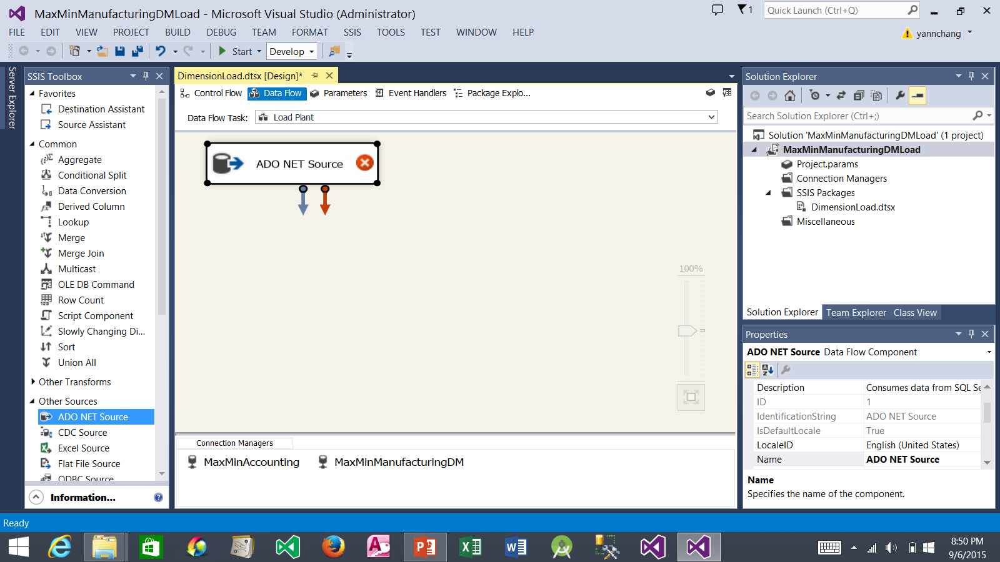 MaxMinManufacturingDMLoad - Microsoft Visual Studio (Administrator)
1
Quick Launch (Ctrl+Q)
FILE EDIT VIEW PROJECT BUILD DEBUG TEAM FORMAT SSIS TOOLS TEST WINDOW HELP
yannchang
Start
Develop
Server Explorer
SSIS Toolbox
Favorites
Destination Assistant
Source Assistant
Common
Aggregate
Conditional Split
Data Conversion
Derived Column
Lookup
Merge
Merge Join
Multicast
OLE DB Command
Row Count
Script Component
Slowly Changing Di...
Sort
Union All
Other Transforms
Other Sources
ADO NET Source
CDC Source
Excel Source
Flat File Source
ODBC Source
Information...
DimensionLoad.dtsx [Design]*
Control Flow
Data Flow
Parameters
Event Handlers
Package Explo...
Data Flow Task:
Load Plant
ADO NET Source
100%
Connection Managers
MaxMinAccounting
MaxMinManufacturingDM
Solution Explorer
Search Solution Explorer (Ctrl+;)
Solution 'MaxMinManufacturingDMLoad' (1 project)
MaxMinManufacturingDMLoad
Project.params
Connection Managers
SSIS Packages
DimensionLoad.dtsx
Miscellaneous
Solution Explorer Team Explorer Class View
Properties
ADO NET Source Data Flow Component
Description Consumes data from SQL Se
ID 1
IdentificationString ADO NET Source
IsDefaultLocale True
LocaleID English (United States)
Name ADO NET Source
Name
Specifies the name of the component.
Ready
8:50 PM
9/6/2015